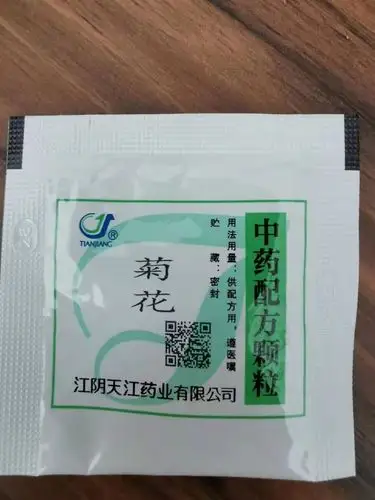 TIANJIANG®
菊花
中药配方颗粒
用法用量：供配方用，遵医嘱
贮　藏：密封
江阴天江药业有限公司